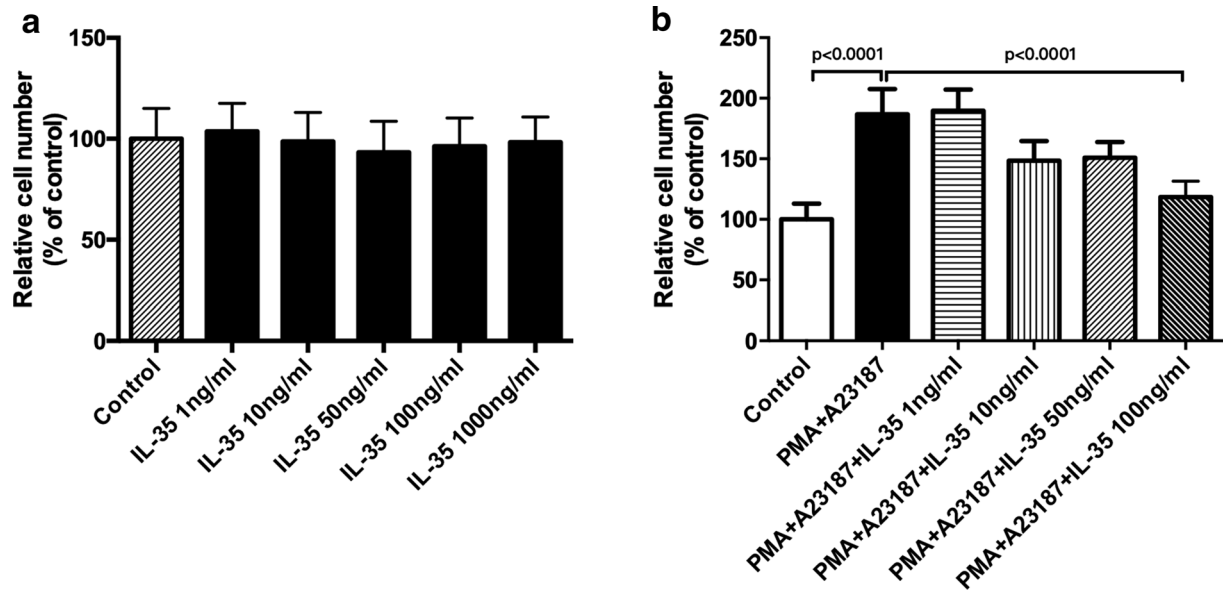 a
150
100
50
0
Relative cell number
(% of control)
Control
IL-35 1ng/ml
IL-35 10ng/ml
IL-35 50ng/ml
IL-35 100ng/ml
IL-35 1000ng/ml
b
250
200
150
100
50
0
Relative cell number
(% of control)
p<0.0001
p<0.0001
Control
PMA+A23187
PMA+A23187+IL-35 1ng/ml
PMA+A23187+IL-35 10ng/ml
PMA+A23187+IL-35 50ng/ml
PMA+A23187+IL-35 100ng/ml